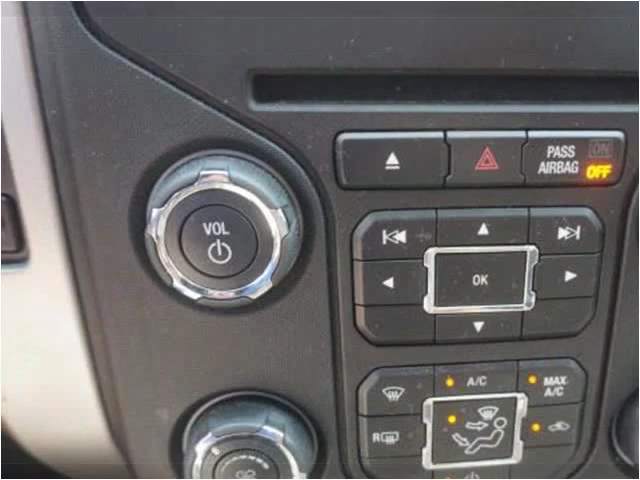 PASS ON
AIRBAG OFF
VOL
OK
A/C
MAX
A/C
R